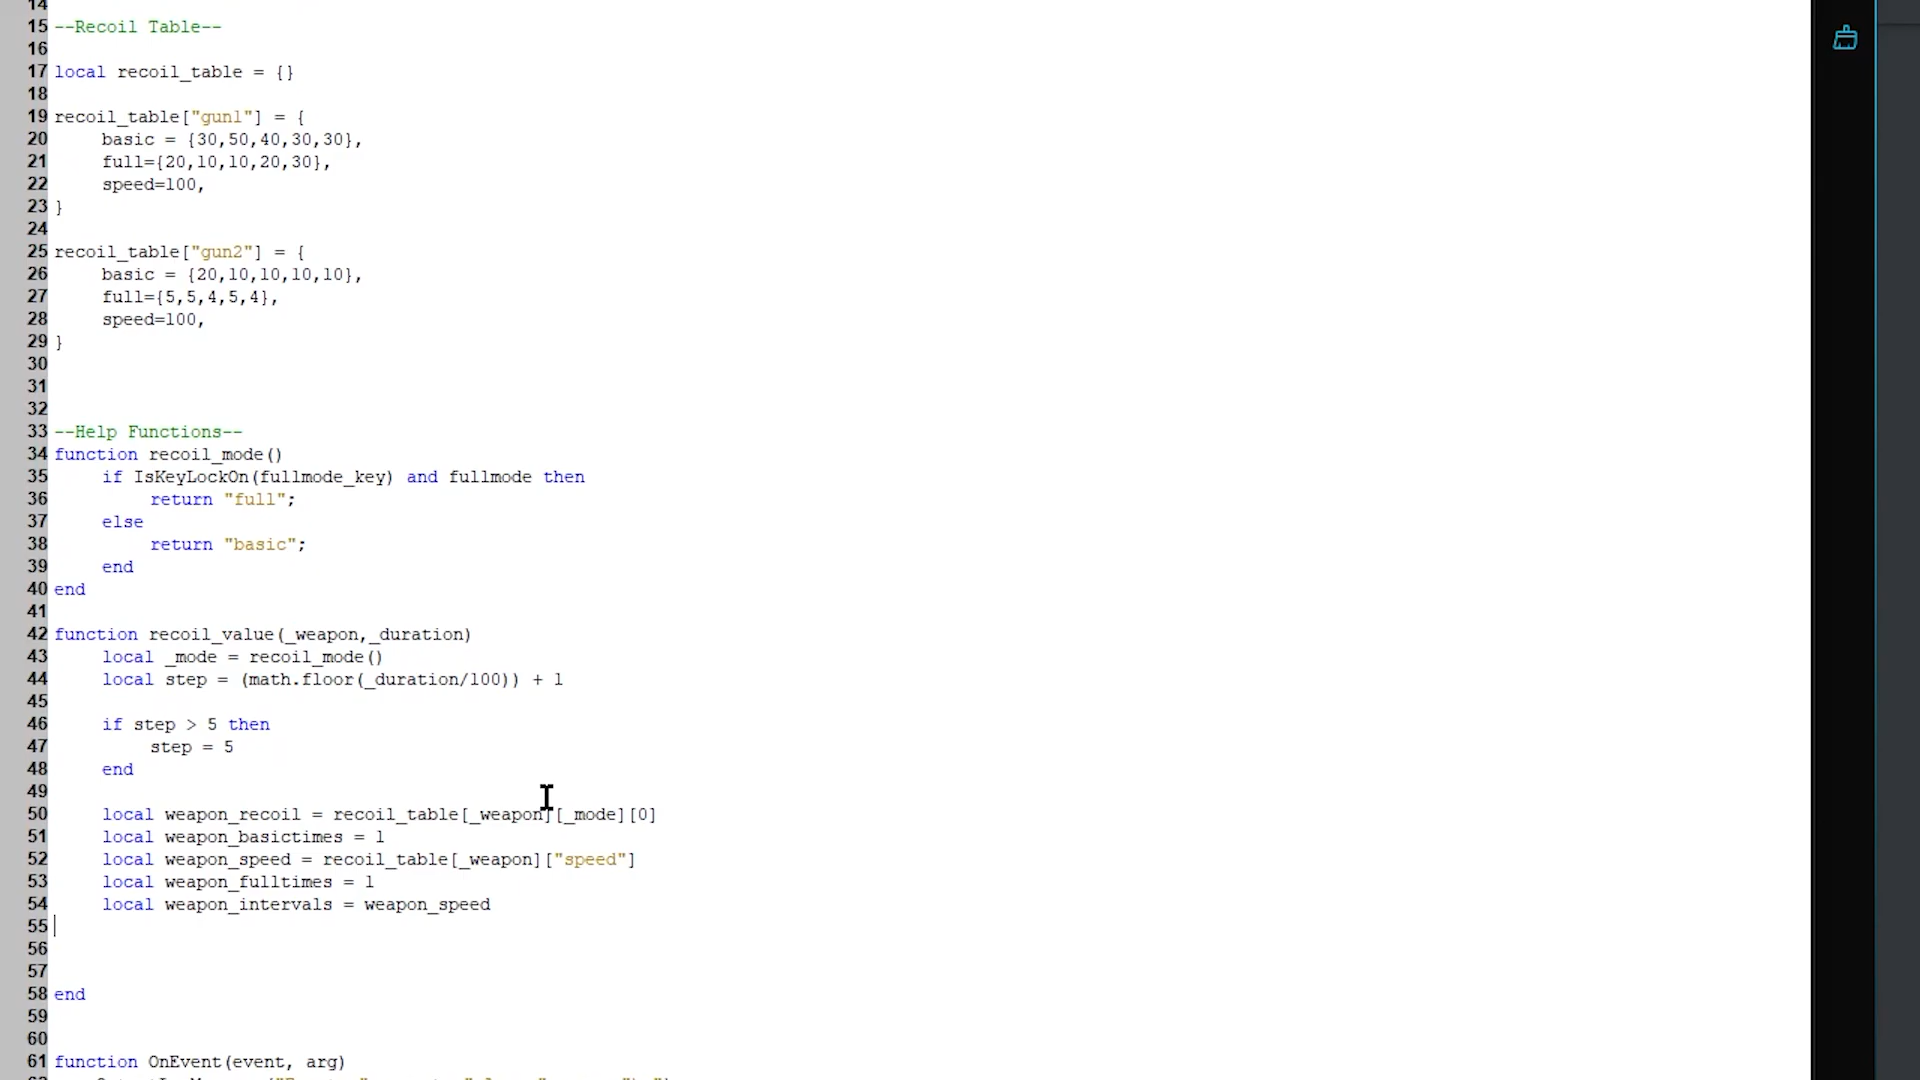 14
15 --Recoil Table--
16
17 local recoil_table = {}
18
19 recoil_table["gun1"] = {
20 basic = {30,50,40,30,30},
21 full={20,10,10,20,30},
22 speed=100,
23 }
24
25 recoil_table["gun2"] = {
26 basic = {20,10,10,10,10},
27 full={5,5,4,5,4},
28 speed=100,
29 }
30
31
32
33 --Help Functions--
34 function recoil_mode()
35 if IsKeyLockOn(fullmode_key) and fullmode then
36 return "full";
37 else
38 return "basic";
39 end
40 end
41
42 function recoil_value(_weapon,_duration)
43 local _mode = recoil_mode()
44 local step = (math.floor(_duration/100)) + 1
45
46 if step > 5 then
47 step = 5
48 end
49
50 local weapon_recoil = recoil_table[_weapon][_mode][0]
51 local weapon_basictimes = 1
52 local weapon_speed = recoil_table[_weapon]["speed"]
53 local weapon_fulltimes = 1
54 local weapon_intervals = weapon_speed
55
56
57
58 end
59
60
61 function OnEvent(event, arg)